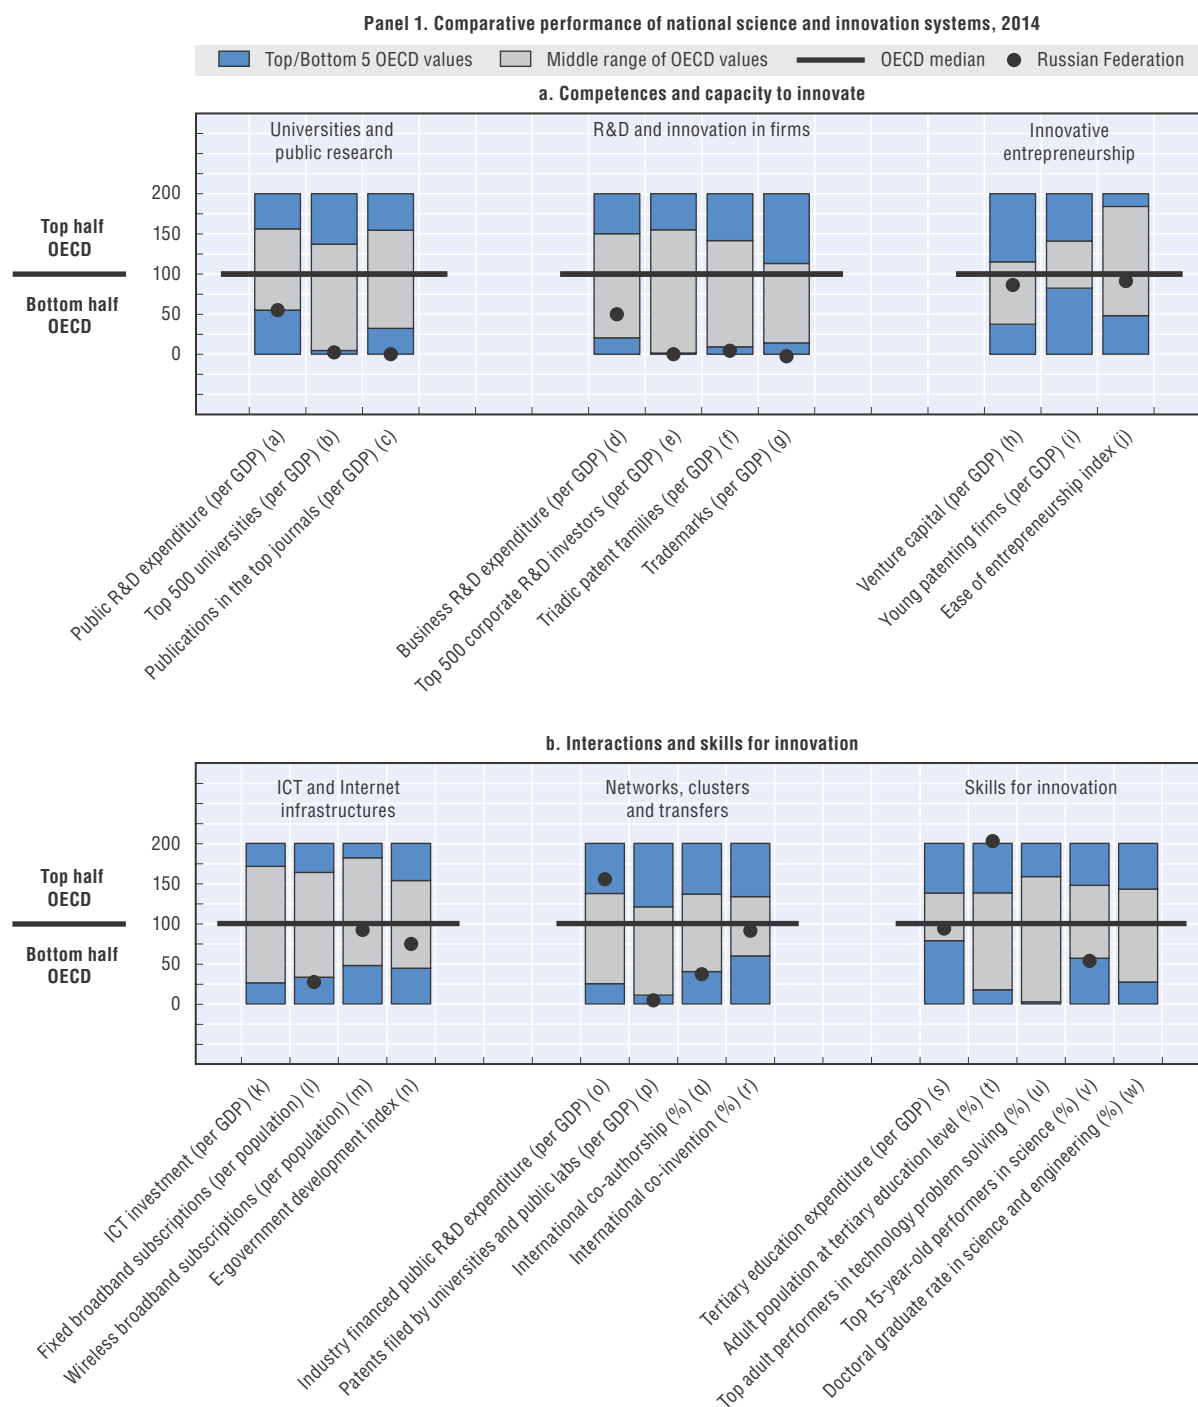 Panel 1. Comparative performance of national science and innovation systems, 2014
Top/Bottom 5 OECD values
Middle range of OECD values
OECD median
Russian Federation
a. Competences and capacity to innovate
Universities and
public research
R&D and innovation in firms
Innovative
entrepreneurship
200
150
100
50
0
Top half
OECD
Bottom half
OECD
Public R&D expenditure (per GDP) (a)
Top 500 universities (per GDP) (b)
Publications in the top journals (per GDP) (c)
Business R&D expenditure (per GDP) (d)
Top 500 corporate R&D investors (per GDP) (e)
Triadic patent families (per GDP) (f)
Trademarks (per GDP) (g)
Venture capital (per GDP) (h)
Young patenting firms (per GDP) (i)
Ease of entrepreneurship index (j)
b. Interactions and skills for innovation
ICT and Internet
infrastructures
Networks, clusters
and transfers
Skills for innovation
200
150
100
50
0
Top half
OECD
Bottom half
OECD
ICT investment (per GDP) (k)
Fixed broadband subscriptions (per population) (l)
Wireless broadband subscriptions (per population) (m)
E-government development index (n)
Industry financed public R&D expenditure (per GDP) (o)
Patents filed by universities and public labs (per GDP) (p)
International co-authorship (%) (q)
International co-invention (%) (r)
Tertiary education expenditure (per GDP) (s)
Adult population at tertiary education level (%) (t)
Top adult performers in technology problem solving (%) (u)
Top 15-year-old performers in science (%) (v)
Doctoral graduate rate in science and engineering (%) (w)